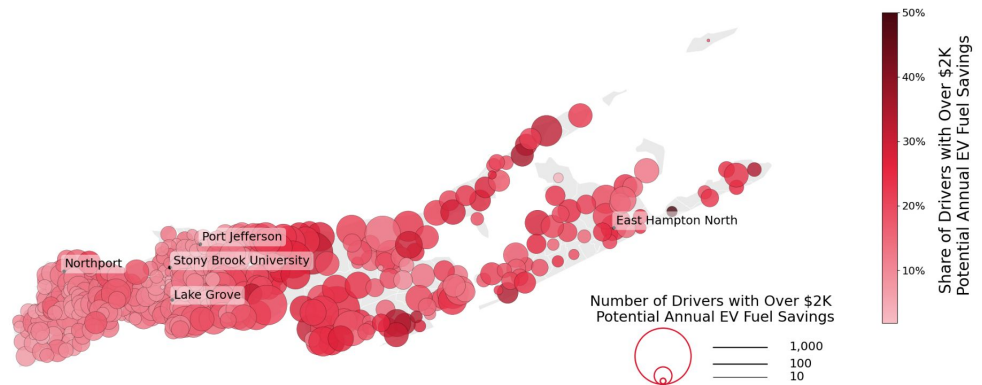 50%
40%
30%
20%
10%
Share of Drivers with Over $2K
Potential Annual EV Fuel Savings
Port Jefferson
Northport
Stony Brook University
Lake Grove
East Hampton North
Number of Drivers with Over $2K
Potential Annual EV Fuel Savings
1,000
100
10